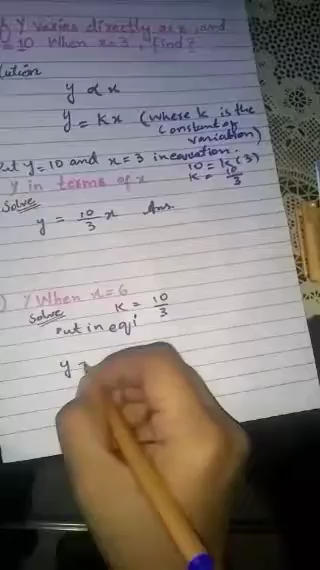 Y varies directly as x and
= 10 When x = 3, find?
ution
y ∝ x
y = Kx (where k is the
constant of
variation)
Put y = 10 and x = 3 in equation.
10 = k(3)
k = 10/3
Y in terms of x
Solve
y = 10/3 x Ans.
) Y When x = 6
Solve
K = 10/3
Put in eqi
y =